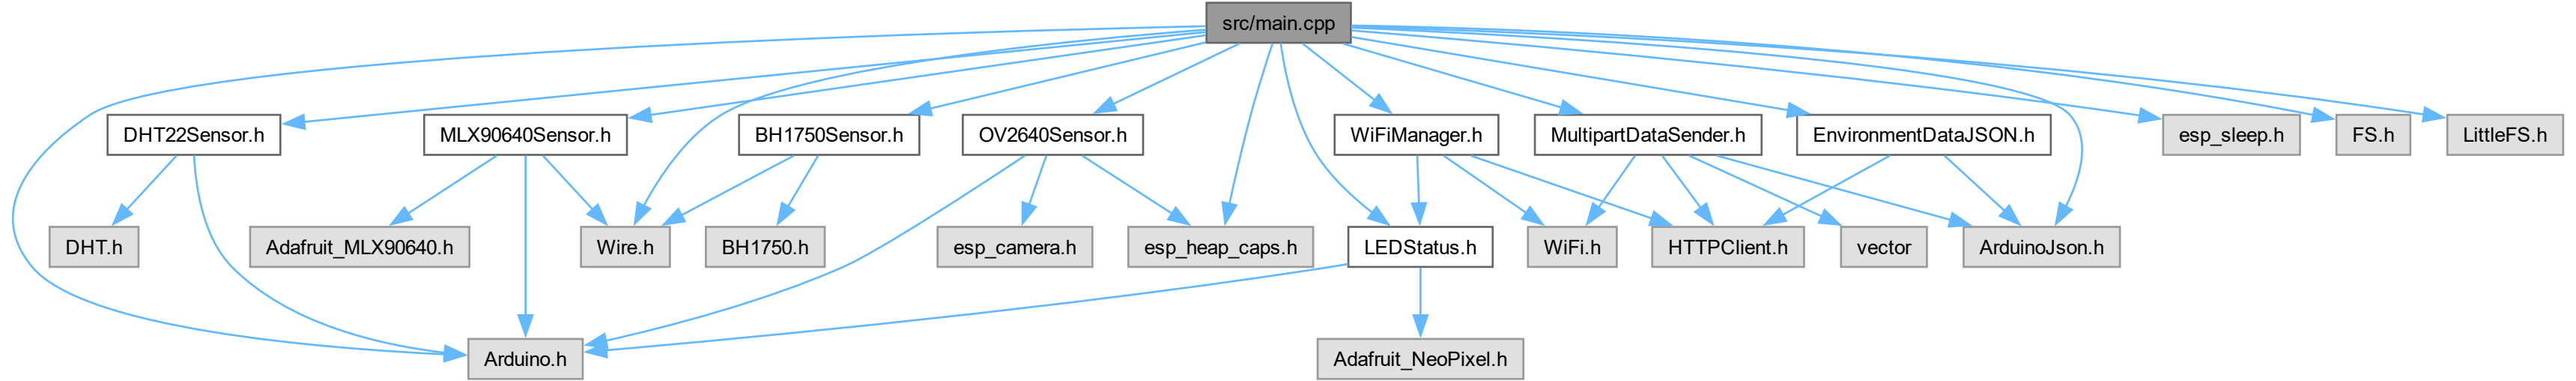 src/main.cpp
DHT22Sensor.h
MLX90640Sensor.h
BH1750Sensor.h
OV2640Sensor.h
WiFiManager.h
MultipartDataSender.h
EnvironmentDataJSON.h
esp_sleep.h
FS.h
LittleFS.h
DHT.h
Adafruit_MLX90640.h
Wire.h
BH1750.h
esp_camera.h
esp_heap_caps.h
LEDStatus.h
WiFi.h
HTTPClient.h
vector
ArduinoJson.h
Arduino.h
Adafruit_NeoPixel.h